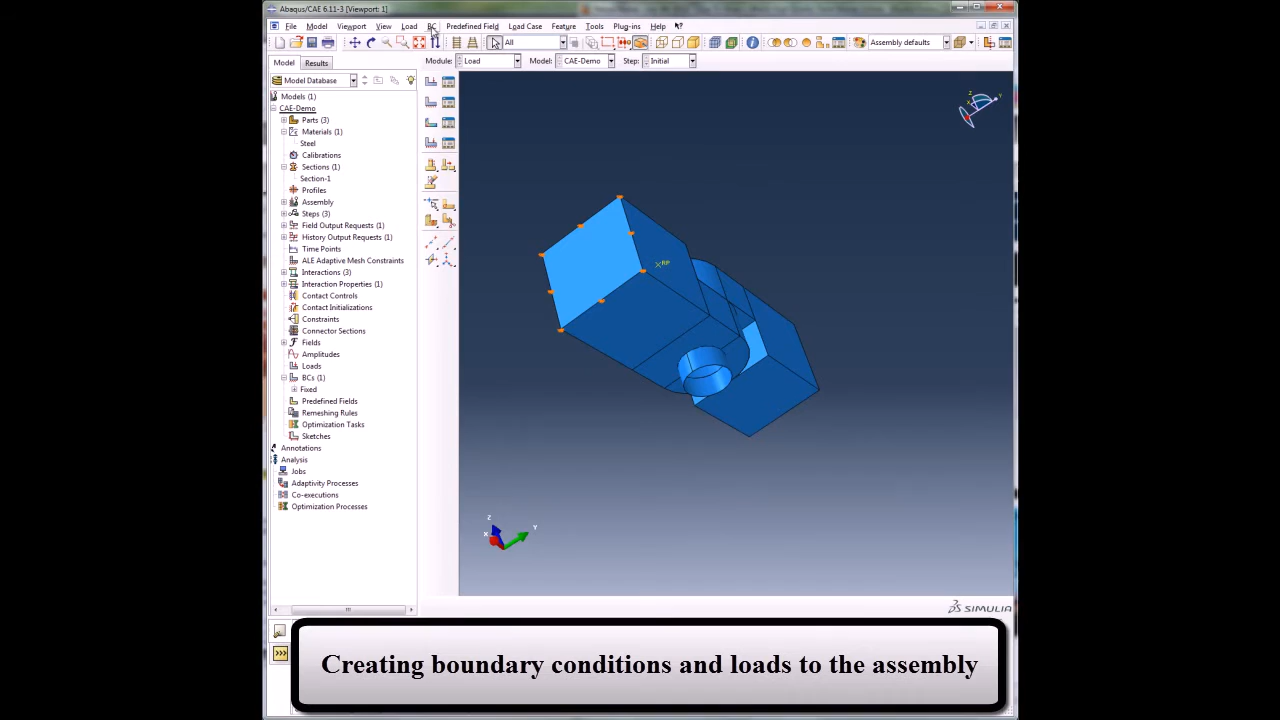 Abaqus/CAE 6.11-3 [Viewport: 1]
File Model Viewport View Load BC Predefined Field Load Case Feature Tools Plug-ins Help
All
Assembly defaults
Model Results
Module: Load Model: CAE-Demo Step: Initial
Model Database
Models (1)
CAE-Demo
Parts (3)
Materials (1)
Steel
Calibrations
Sections (1)
Section-1
Profiles
Assembly
Steps (3)
Field Output Requests (1)
History Output Requests (1)
Time Points
ALE Adaptive Mesh Constraints
Interactions (3)
Interaction Properties (1)
Contact Controls
Contact Initializations
Constraints
Connector Sections
Fields
Amplitudes
Loads
BCs (1)
Fixed
Predefined Fields
Remeshing Rules
Optimization Tasks
Sketches
Annotations
Analysis
Jobs
Adaptivity Processes
Co-executions
Optimization Processes
Z
Y
X
RP
Z
Y
X
SIMULIA
>>>
Creating boundary conditions and loads to the assembly